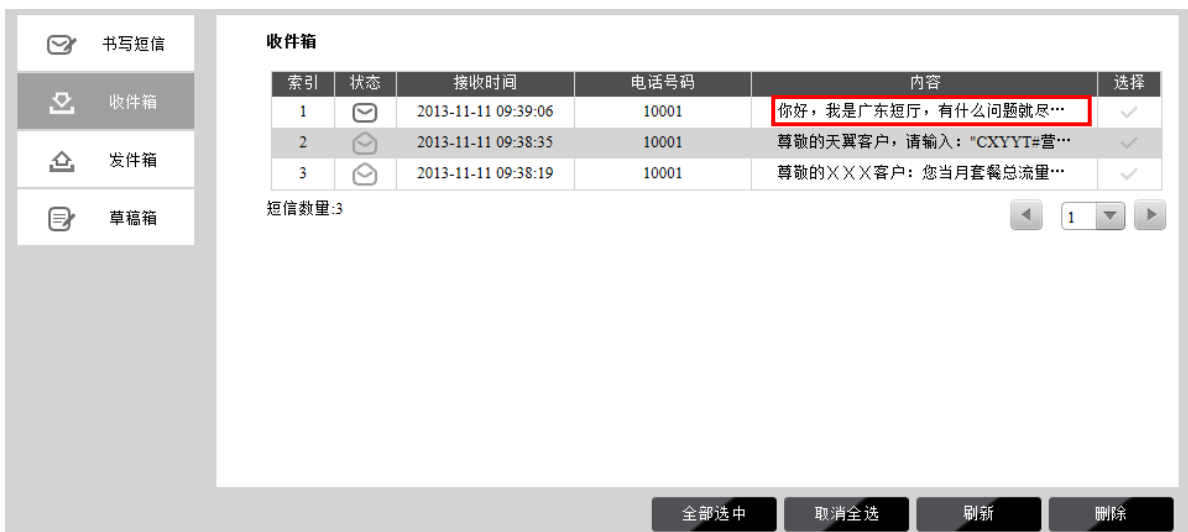 书写短信
收件箱
发件箱
草稿箱
收件箱
索引 状态 接收时间 电话号码 内容 选择
1 2013-11-11 09:39:06 10001 你好，我是广东短厅，有什么问题就尽…
2 2013-11-11 09:38:35 10001 尊敬的天翼客户，请输入："CXYYT#营…
3 2013-11-11 09:38:19 10001 尊敬的XXX客户：您当月套餐总流量…
短信数量:3
1
全部选中 取消全选 刷新 删除